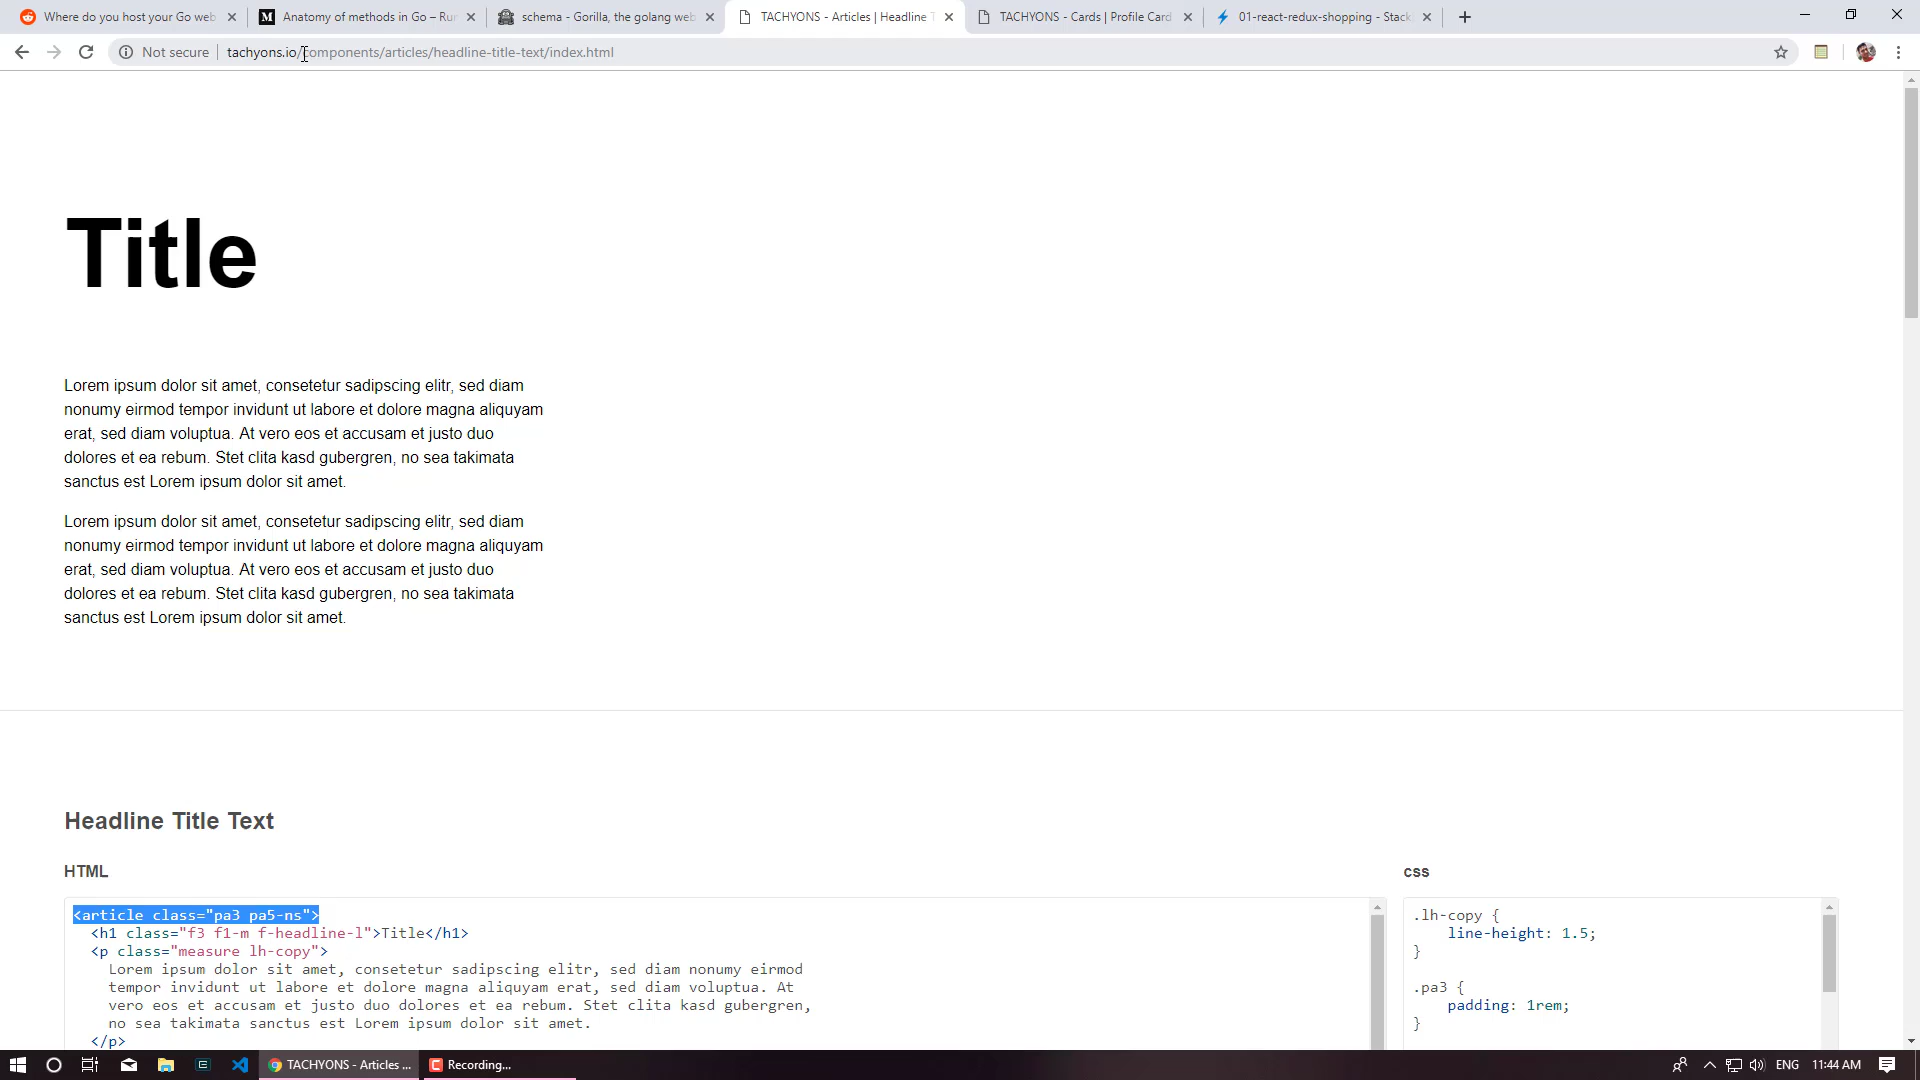 Where do you host your Go web
Anatomy of methods in Go – Run
schema - Gorilla, the golang web
TACHYONS - Articles | Headline T
TACHYONS - Cards | Profile Card
01-react-redux-shopping - Stack
Not secure
tachyons.io/components/articles/headline-title-text/index.html
Title
Lorem ipsum dolor sit amet, consetetur sadipscing elitr, sed diam
nonumy eirmod tempor invidunt ut labore et dolore magna aliquyam
erat, sed diam voluptua. At vero eos et accusam et justo duo
dolores et ea rebum. Stet clita kasd gubergren, no sea takimata
sanctus est Lorem ipsum dolor sit amet.
Lorem ipsum dolor sit amet, consetetur sadipscing elitr, sed diam
nonumy eirmod tempor invidunt ut labore et dolore magna aliquyam
erat, sed diam voluptua. At vero eos et accusam et justo duo
dolores et ea rebum. Stet clita kasd gubergren, no sea takimata
sanctus est Lorem ipsum dolor sit amet.
Headline Title Text
HTML
<article class="pa3 pa5-ns">
<h1 class="f3 f1-m f-headline-l">Title</h1>
<p class="measure lh-copy">
Lorem ipsum dolor sit amet, consetetur sadipscing elitr, sed diam nonumy eirmod
tempor invidunt ut labore et dolore magna aliquyam erat, sed diam voluptua. At
vero eos et accusam et justo duo dolores et ea rebum. Stet clita kasd gubergren,
no sea takimata sanctus est Lorem ipsum dolor sit amet.
</p>
css
.lh-copy {
line-height: 1.5;
}
.pa3 {
padding: 1rem;
}
TACHYONS - Articles ...
Recording...
ENG
11:44 AM